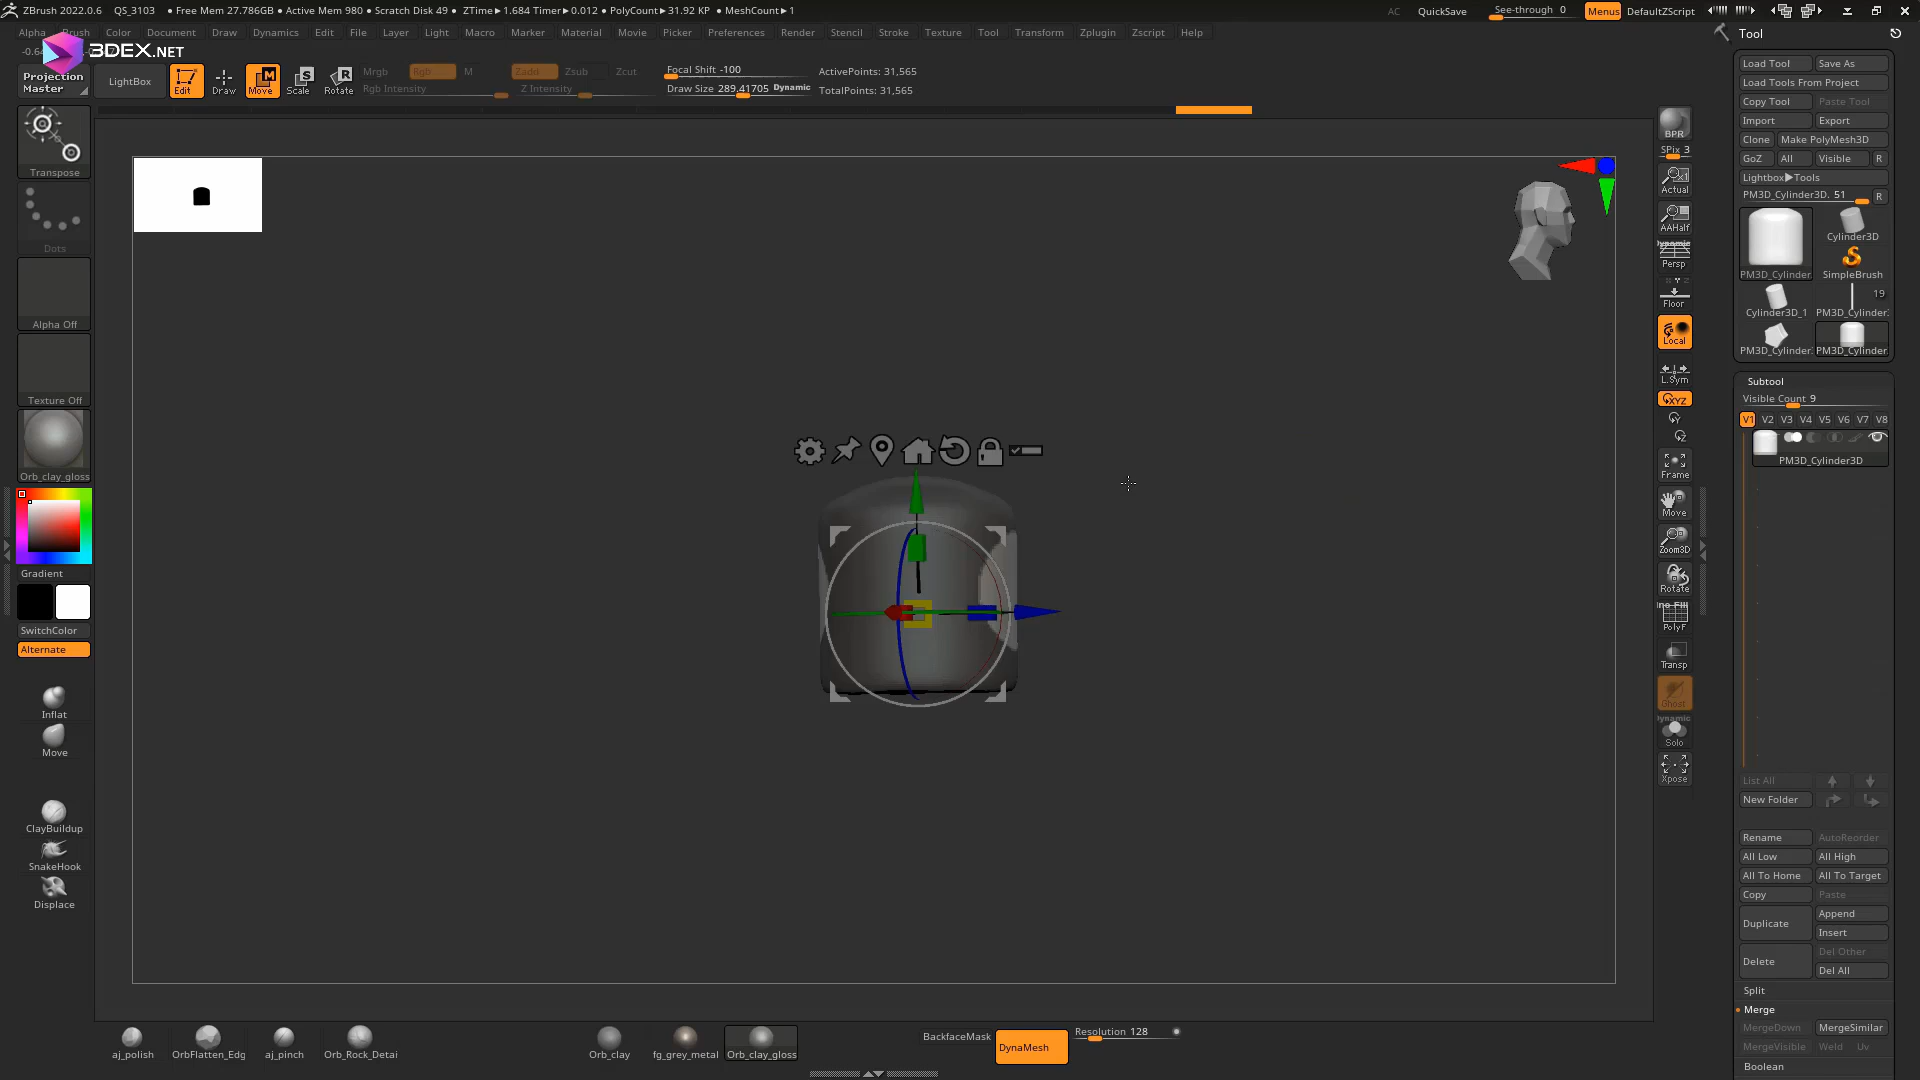 ZBrush 2022.0.6 QS_3103 • Free Mem 27.786GB • Active Mem 980 • Scratch Disk 49 • ZTime▶1.684 Timer▶0.012 • PolyCount▶31.92 KP • MeshCount▶1 AC QuickSave See-through 0 Menus DefaultZScript
Alpha Brush Color Document Draw Dynamics Edit File Layer Light Macro Marker Material Movie Picker Preferences Render Stencil Stroke Texture Tool Transform Zplugin Zscript Help
3DEX.NET
Projection Master
LightBox
Edit
Draw
Move
Scale
Rotate
Mrgb Rgb M
Rgb Intensity
Zadd Zsub Zcut
Z Intensity
Focal Shift -100
Draw Size 289.41705 Dynamic
ActivePoints: 31,565
TotalPoints: 31,565
Transpose
Dots
Alpha Off
Texture Off
Orb_clay_gloss
Gradient
SwitchColor
Alternate
Inflat
Move
ClayBuildup
SnakeHook
Displace
aj_polish
OrbFlatten_Edg
aj_pinch
Orb_Rock_Detai
Orb_clay
fg_grey_metal
Orb_clay_gloss
BackfaceMask
DynaMesh
Resolution 128
BPR
SPix 3
Actual
AAHalf
Dynamic
Persp
Floor
Local
L.Sym
XYZ
Frame
Move
Zoom3D
Rotate
PolyF
Transp
Ghost
Dynamic
Solo
Xpose
Tool
Load Tool Save As
Load Tools From Project
Copy Tool Paste Tool
Import Export
Clone Make PolyMesh3D
GoZ All Visible R
Lightbox▶Tools
PM3D_Cylinder3D. 51 R
PM3D_Cylinder
Cylinder3D
SimpleBrush
Cylinder3D_1
19
PM3D_Cylinder
PM3D_Cylinder
PM3D_Cylinder
Subtool
Visible Count 9
V1 V2 V3 V4 V5 V6 V7 V8
PM3D_Cylinder3D
List All
New Folder
Rename AutoReorder
All Low All High
All To Home All To Target
Copy Paste
Duplicate Append
Insert
Delete Del Other
Del All
Split
Merge
MergeDown MergeSimilar
MergeVisible Weld Uv
Boolean